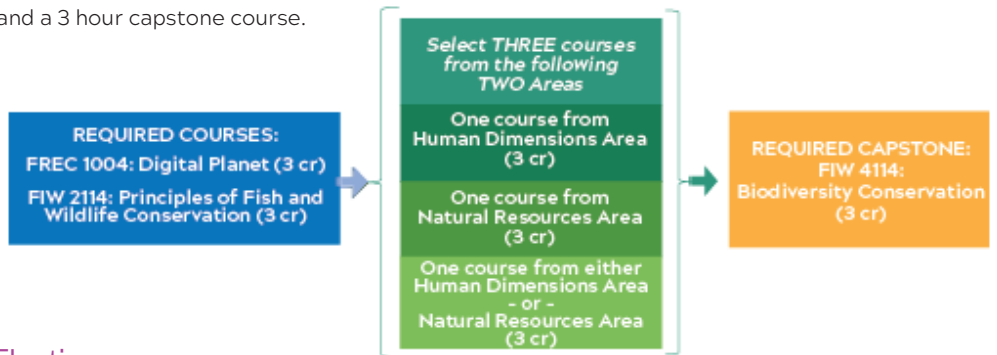 and a 3 hour capstone course.
REQUIRED COURSES:
FREC 1004: Digital Planet (3 cr)
FIW 2114: Principles of Fish and
Wildlife Conservation (3 cr)
Select THREE courses
from the following
TWO Areas
One course from
Human Dimensions Area
(3 cr)
One course from
Natural Resources Area
(3 cr)
One course from either
Human Dimensions Area
- or -
Natural Resources Area
(3 cr)
REQUIRED CAPSTONE:
FIW 4114:
Biodiversity Conservation
(3 cr)